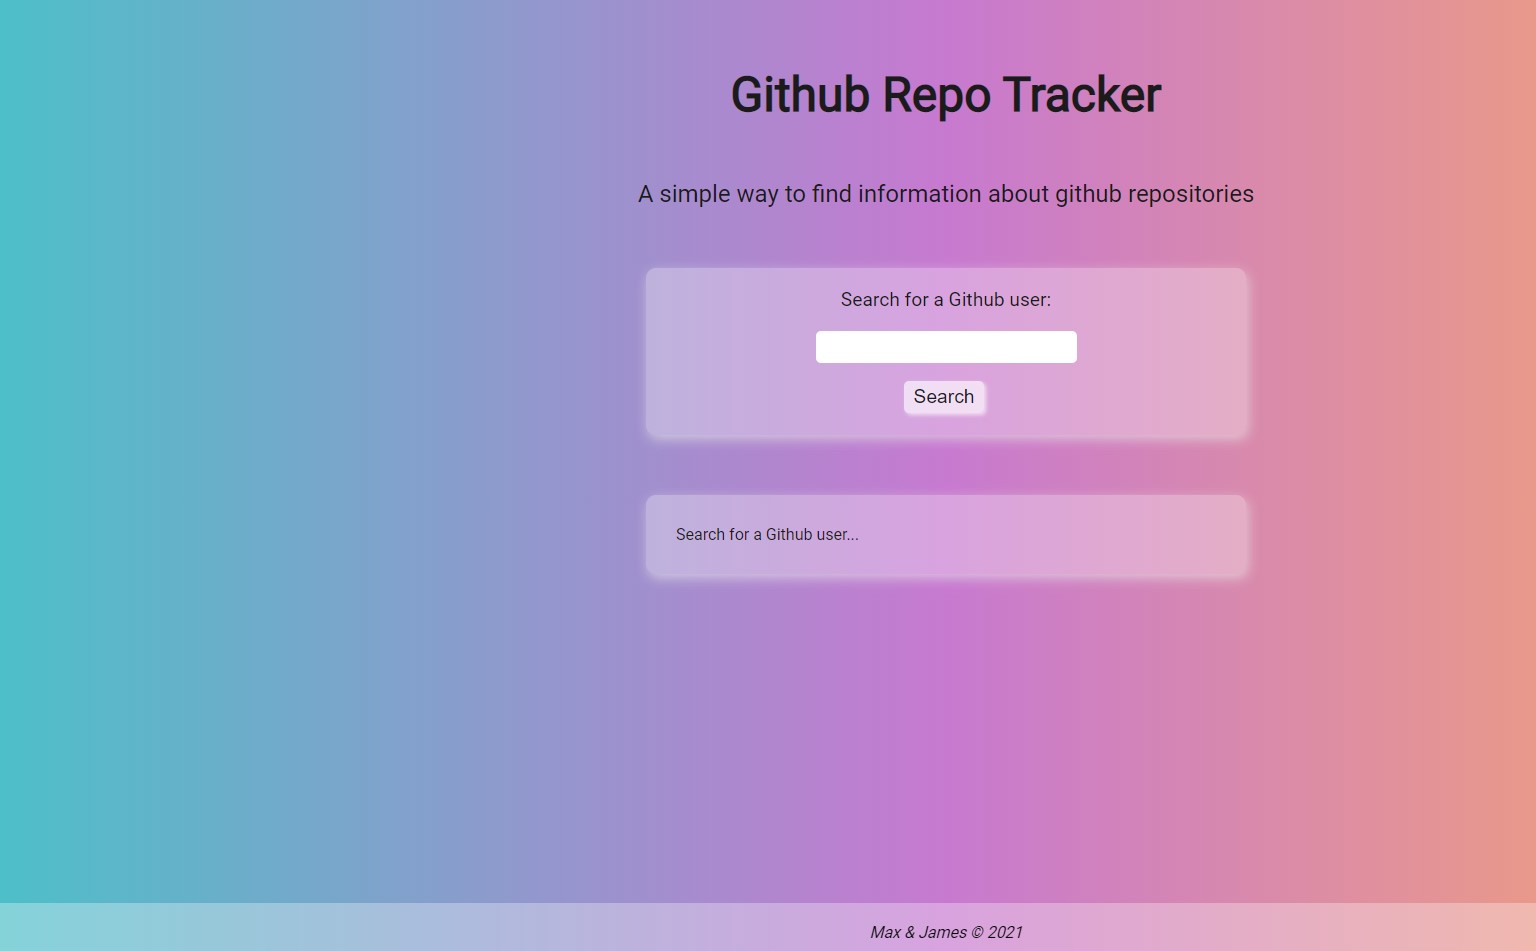 Github Repo Tracker
A simple way to find information about github repositories
Search for a Github user:
Search
Search for a Github user...
Max & James © 2021